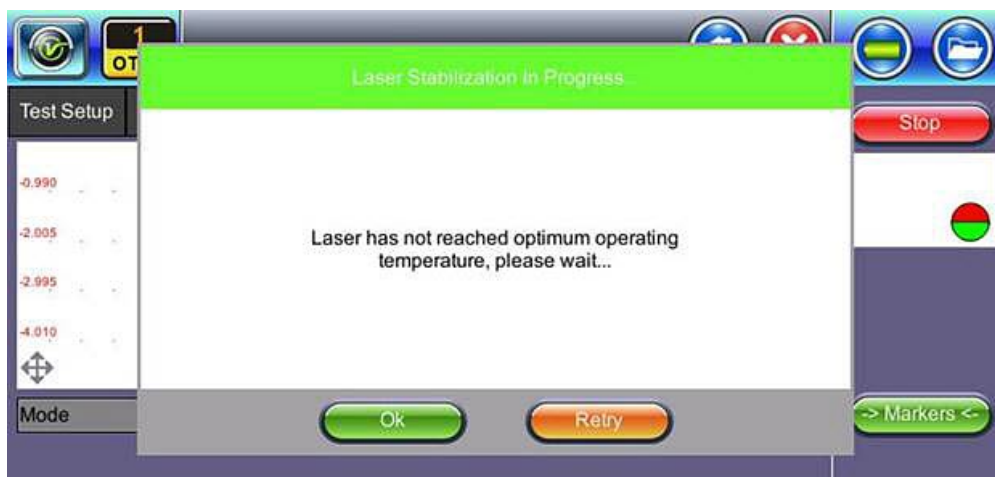 1
OT
Laser Stabilization In Progress...
Test Setup
Stop
-0.990
-2.005
Laser has not reached optimum operating
temperature, please wait...
-2.995
-4.010
Mode
Ok
Retry
-> Markers <-